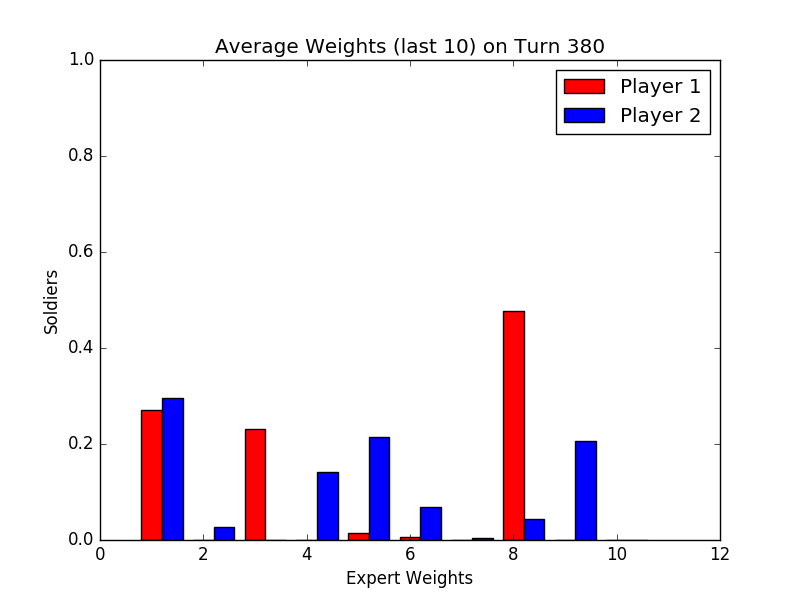 Average Weights (last 10) on Turn 380
1.0
0.8
0.6
0.4
0.2
0.0
Soldiers
0 2 4 6 8 10 12
Expert Weights
Player 1
Player 2